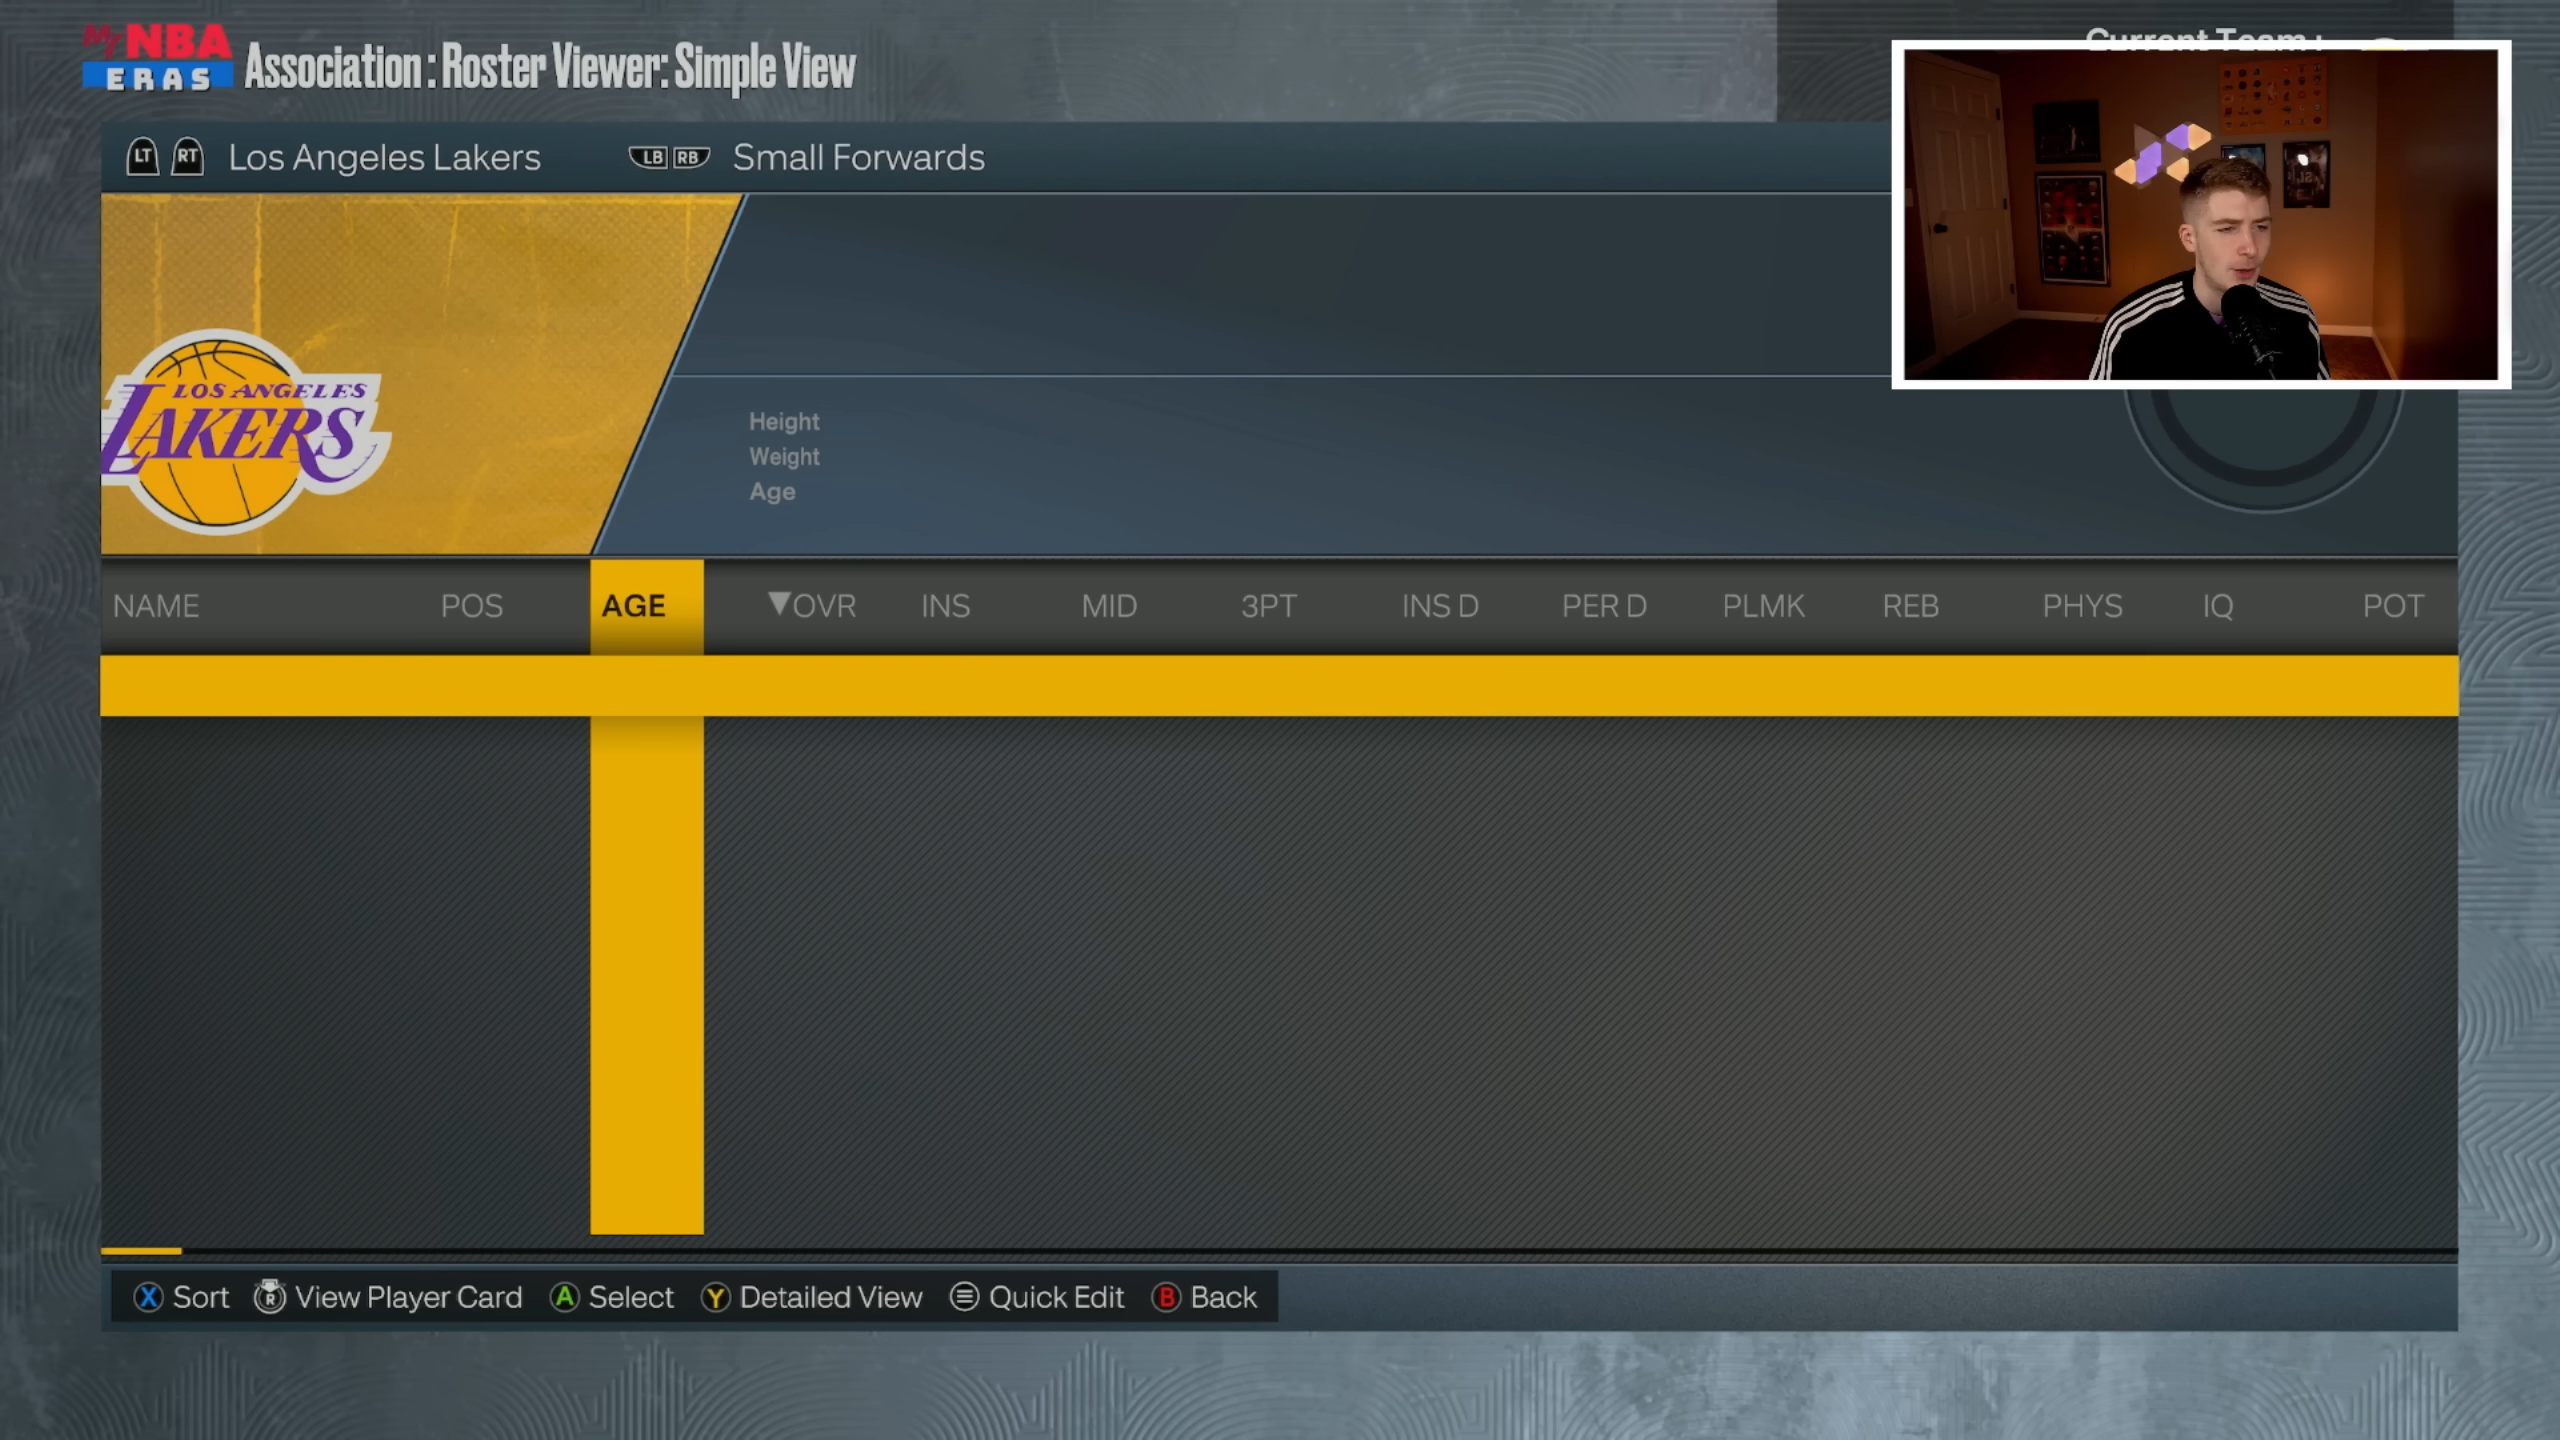 My NBA
ERAS
Association : Roster Viewer: Simple View
Current Team :
LT RT Los Angeles Lakers LB RB Small Forwards
LOS ANGELES
LAKERS
Height
Weight
Age
NAME POS AGE ▼OVR INS MID 3PT INS D PER D PLMK REB PHYS IQ POT
X Sort R View Player Card A Select Y Detailed View Quick Edit B Back